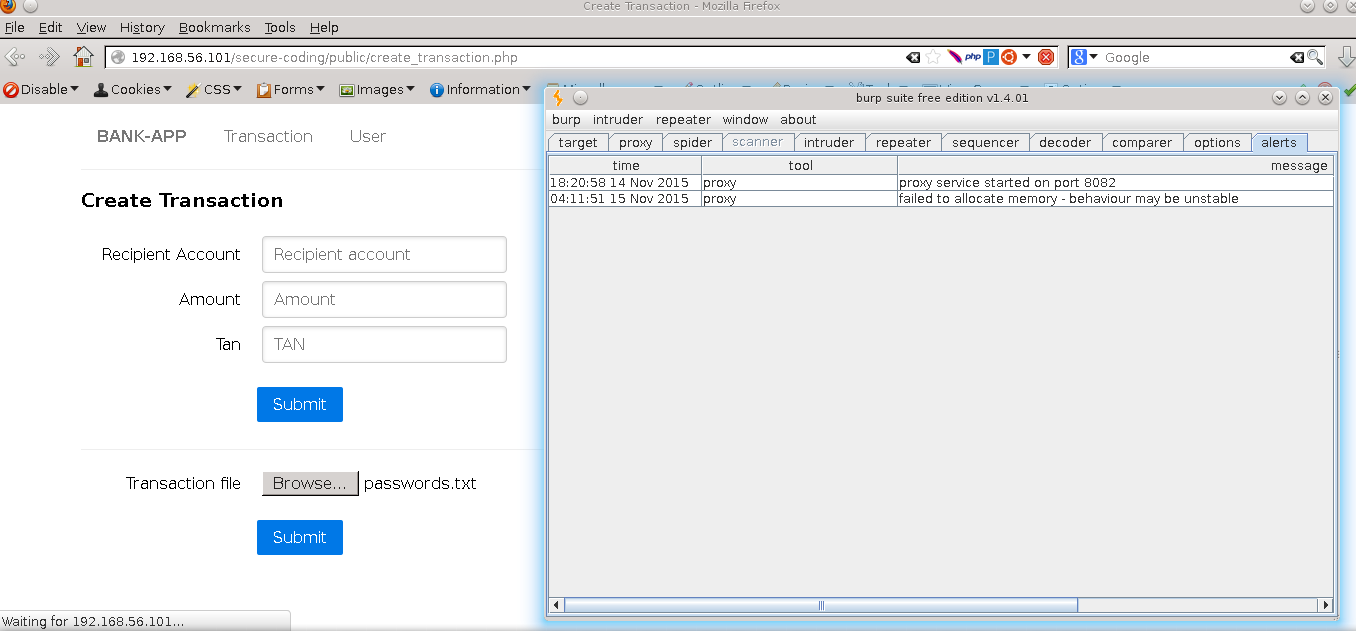 Create Transaction - Mozilla Firefox
File Edit View History Bookmarks Tools Help
192.168.56.101/secure-coding/public/create_transaction.php
php
P
8 Google
Disable Cookies CSS Forms Images Information
burp suite free edition v1.4.01
burp intruder repeater window about
target proxy spider scanner intruder repeater sequencer decoder comparer options alerts
time tool message
18:20:58 14 Nov 2015 proxy proxy service started on port 8082
04:11:51 15 Nov 2015 proxy failed to allocate memory - behaviour may be unstable
BANK-APP Transaction User
Create Transaction
Recipient Account Recipient account
Amount Amount
Tan TAN
Submit
Transaction file Browse... passwords.txt
Submit
Waiting for 192.168.56.101...